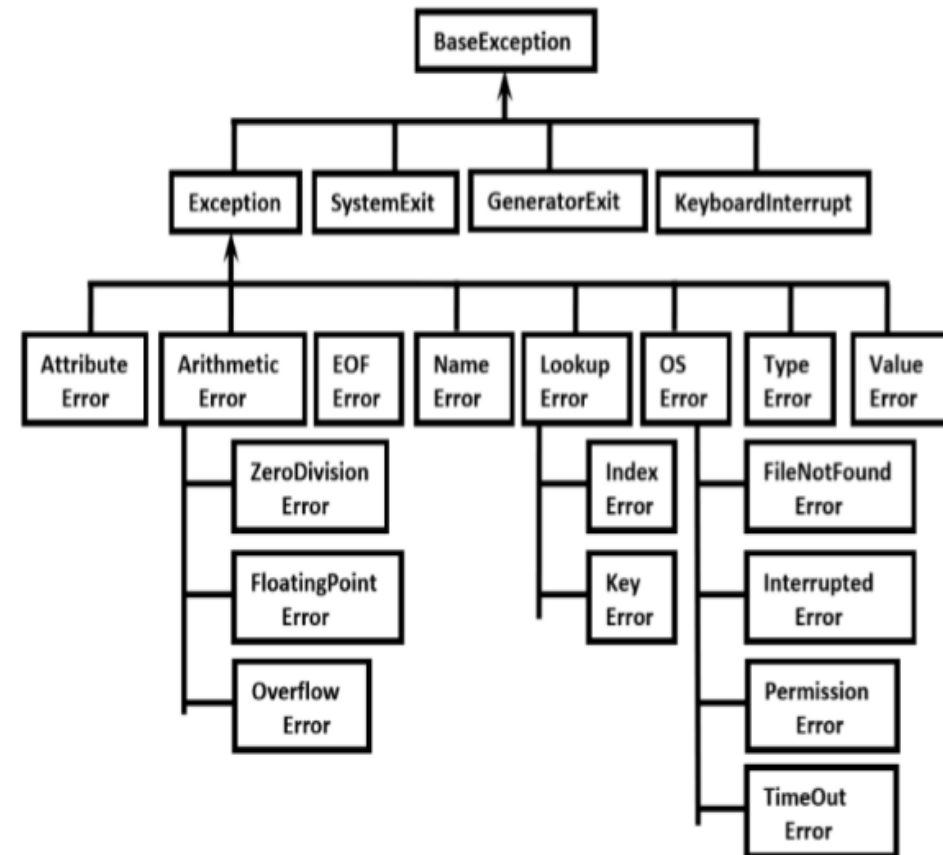 BaseException
Exception
SystemExit
GeneratorExit
KeyboardInterrupt
Attribute
Error
Arithmetic
Error
EOF
Error
Name
Error
Lookup
Error
OS
Error
Type
Error
Value
Error
ZeroDivision
Error
FloatingPoint
Error
Overflow
Error
Index
Error
Key
Error
FileNotFound
Error
Interrupted
Error
Permission
Error
TimeOut
Error